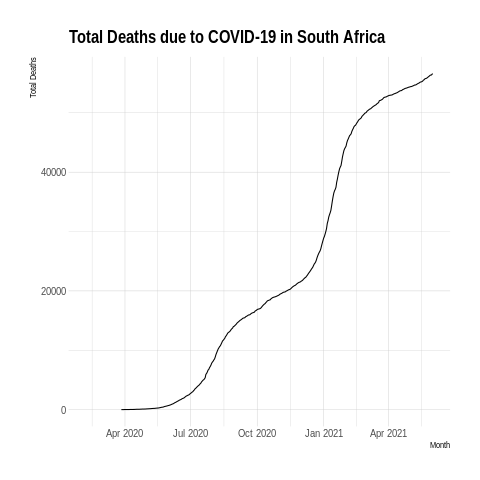 Total Deaths due to COVID-19 in South Africa
Total Deaths
40000
20000
0
Apr 2020 Jul 2020 Oct 2020 Jan 2021 Apr 2021
Month